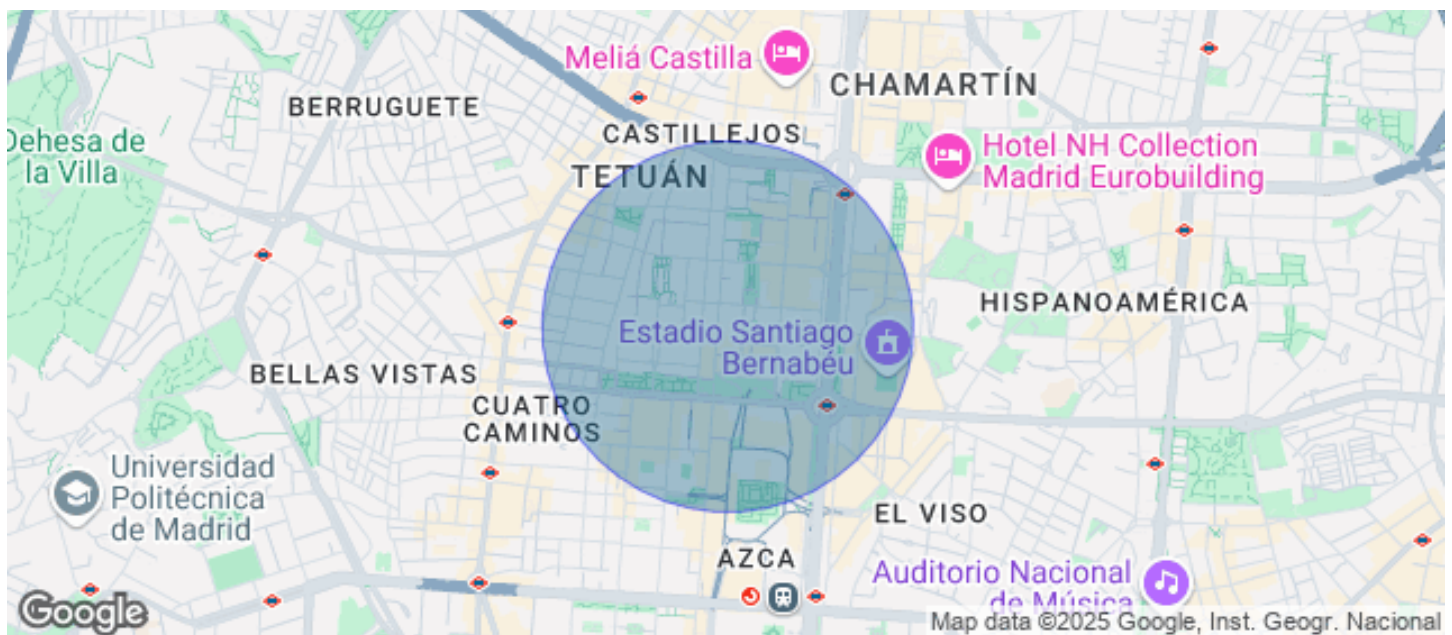 Meliá Castilla
CHAMARTÍN
BERRUGUETE
CASTILLEJOS
Dehesa de
la Villa
TETUÁN
Hotel NH Collection
Madrid Eurobuilding
HISPANOAMÉRICA
Estadio Santiago
Bernabéu
BELLAS VISTAS
CUATRO
CAMINOS
Universidad
Politécnica
de Madrid
EL VISO
AZCA
Auditorio Nacional
de Música
Google
Map data ©2025 Google, Inst. Geogr. Nacional